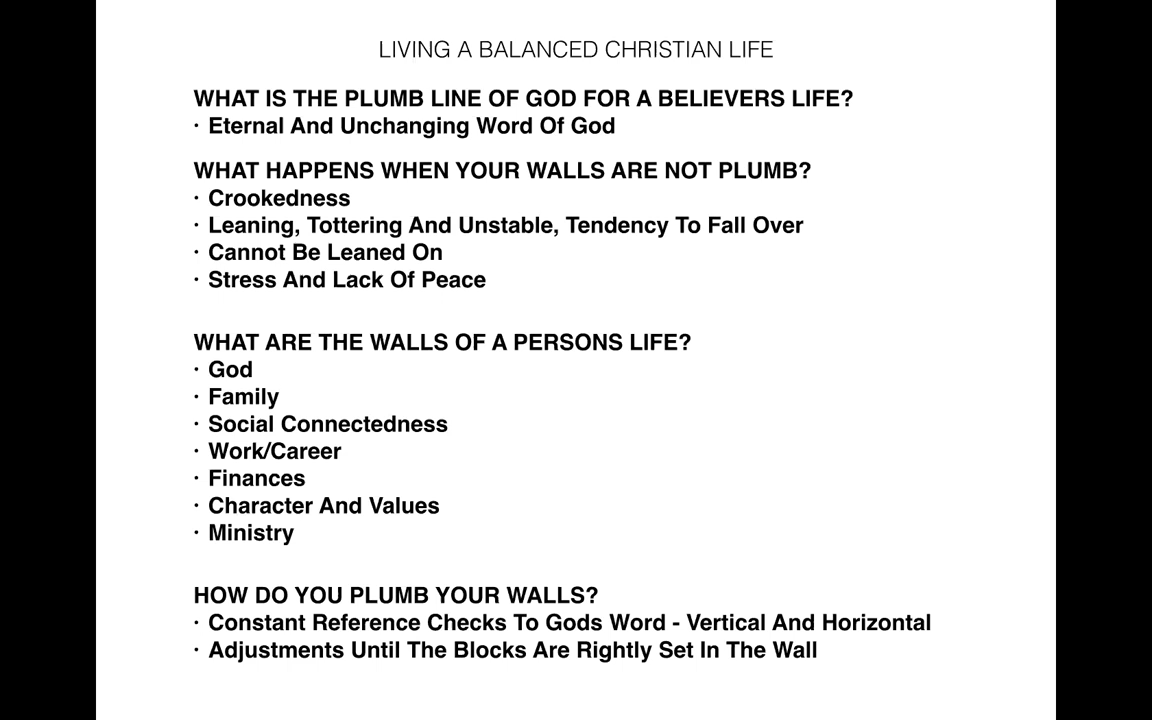 LIVING A BALANCED CHRISTIAN LIFE
WHAT IS THE PLUMB LINE OF GOD FOR A BELIEVERS LIFE?
· Eternal And Unchanging Word Of God
WHAT HAPPENS WHEN YOUR WALLS ARE NOT PLUMB?
· Crookedness
· Leaning, Tottering And Unstable, Tendency To Fall Over
· Cannot Be Leaned On
· Stress And Lack Of Peace
WHAT ARE THE WALLS OF A PERSONS LIFE?
· God
· Family
· Social Connectedness
· Work/Career
· Finances
· Character And Values
· Ministry
HOW DO YOU PLUMB YOUR WALLS?
· Constant Reference Checks To Gods Word - Vertical And Horizontal
· Adjustments Until The Blocks Are Rightly Set In The Wall